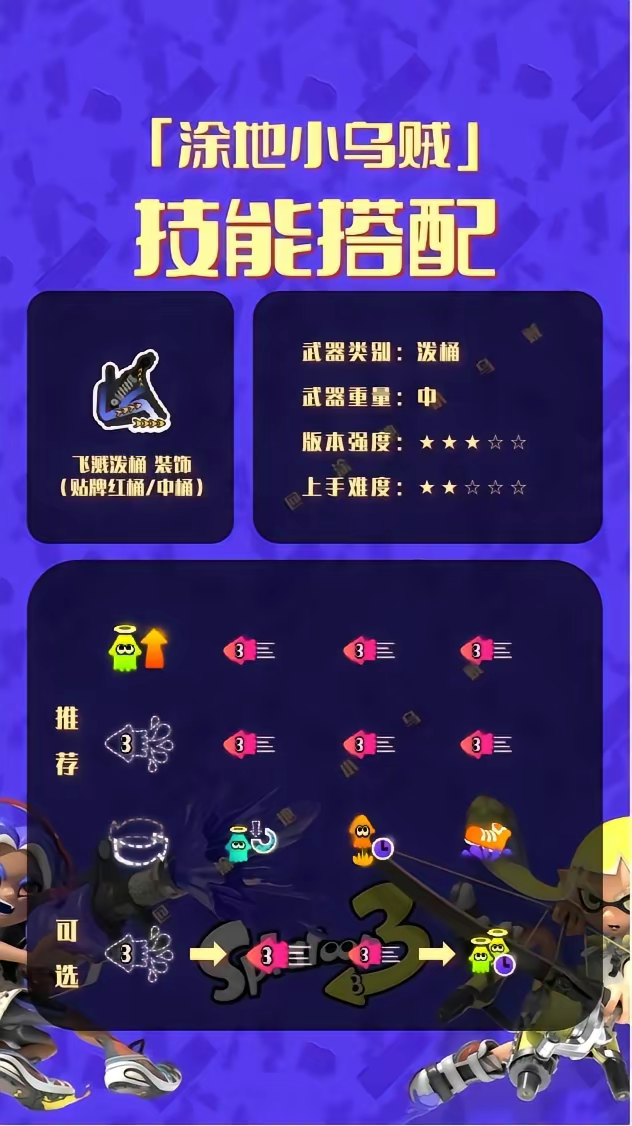 「涂地小乌贼」
技能搭配
飞溅泼桶 装饰
（贴牌红桶/中桶）
武器类别：泼桶
武器重量：中
版本强度：★★★☆☆
上手难度：★★☆☆☆
推荐
可选
Splatoon 3